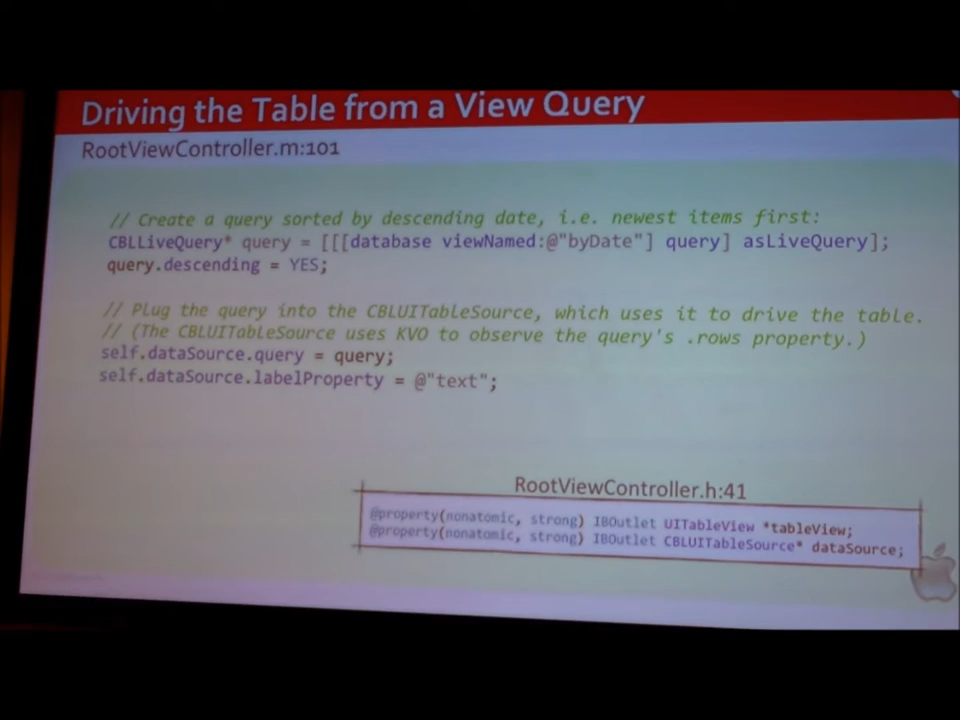 Driving the Table from a View Query
RootViewController.m:101
// Create a query sorted by descending date, i.e. newest items first:
CBLLiveQuery* query = [[[database viewNamed:@"byDate"] query] asLiveQuery];
query.descending = YES;
// Plug the query into the CBLUITableSource, which uses it to drive the table.
// (The CBLUITableSource uses KVO to observe the query's .rows property.)
self.dataSource.query = query;
self.dataSource.labelProperty = @"text";
RootViewController.h:41
@property(nonatomic, strong) IBOutlet UITableView *tableView;
@property(nonatomic, strong) IBOutlet CBLUITableSource* dataSource;